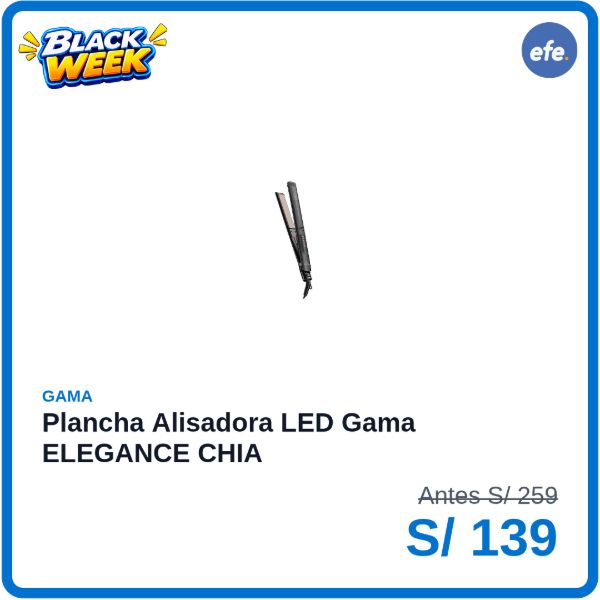 BLACK
WEEK
efe.
GAMA
Plancha Alisadora LED Gama
ELEGANCE CHIA
Antes S/ 259
S/ 139